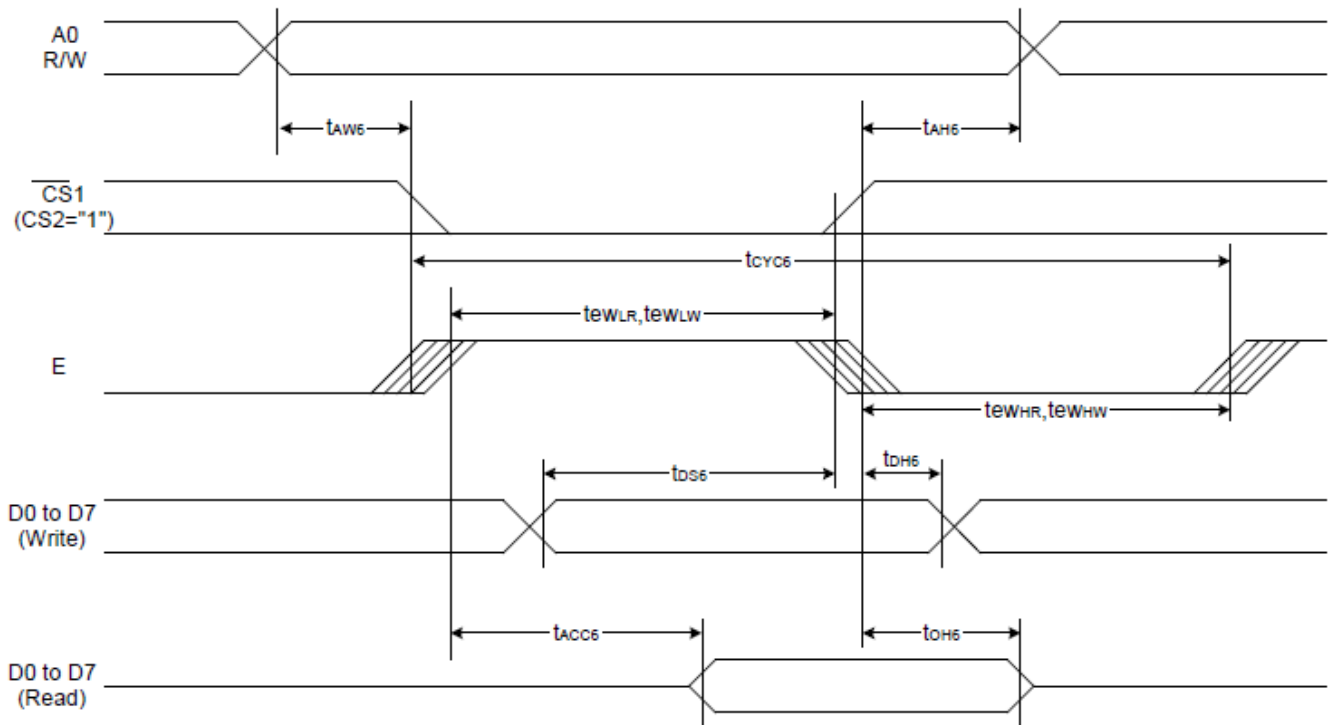 A0
R/W
tAW6
tAH6
CS1
(CS2="1")
tCYC6
tewLR,tewLW
E
tewHR,tewHW
tDS6
tDH6
D0 to D7
(Write)
tACC6
tOH6
D0 to D7
(Read)